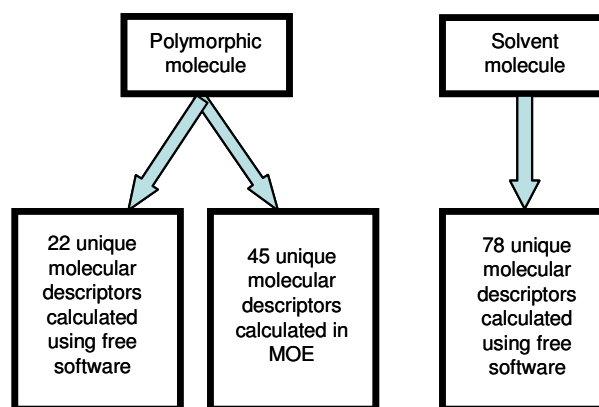 Polymorphic
molecule
Solvent
molecule
22 unique
molecular
descriptors
calculated
using free
software
45 unique
molecular
descriptors
calculated in
MOE
78 unique
molecular
descriptors
calculated
using free
software